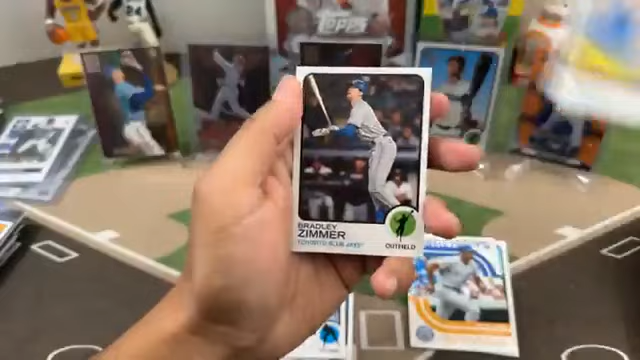 TOPPS
24
BRADLEY
ZIMMER
TORONTO BLUE JAYS
OUTFIELD